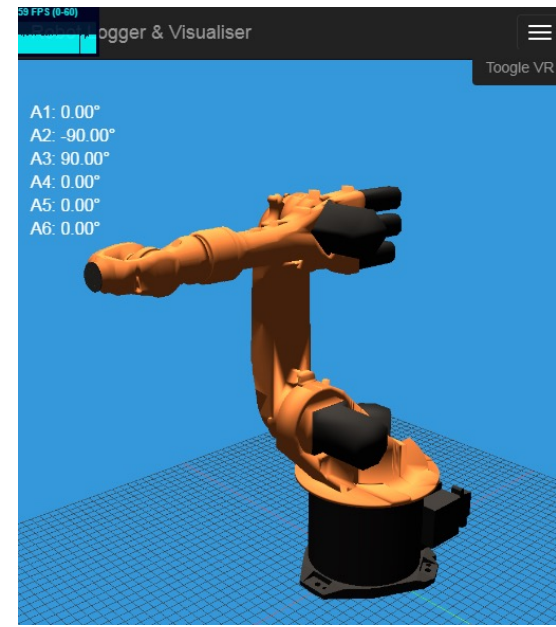 59 FPS (0-60)
ogger & Visualiser
Toogle VR
A1: 0.00°
A2: -90.00°
A3: 90.00°
A4: 0.00°
A5: 0.00°
A6: 0.00°